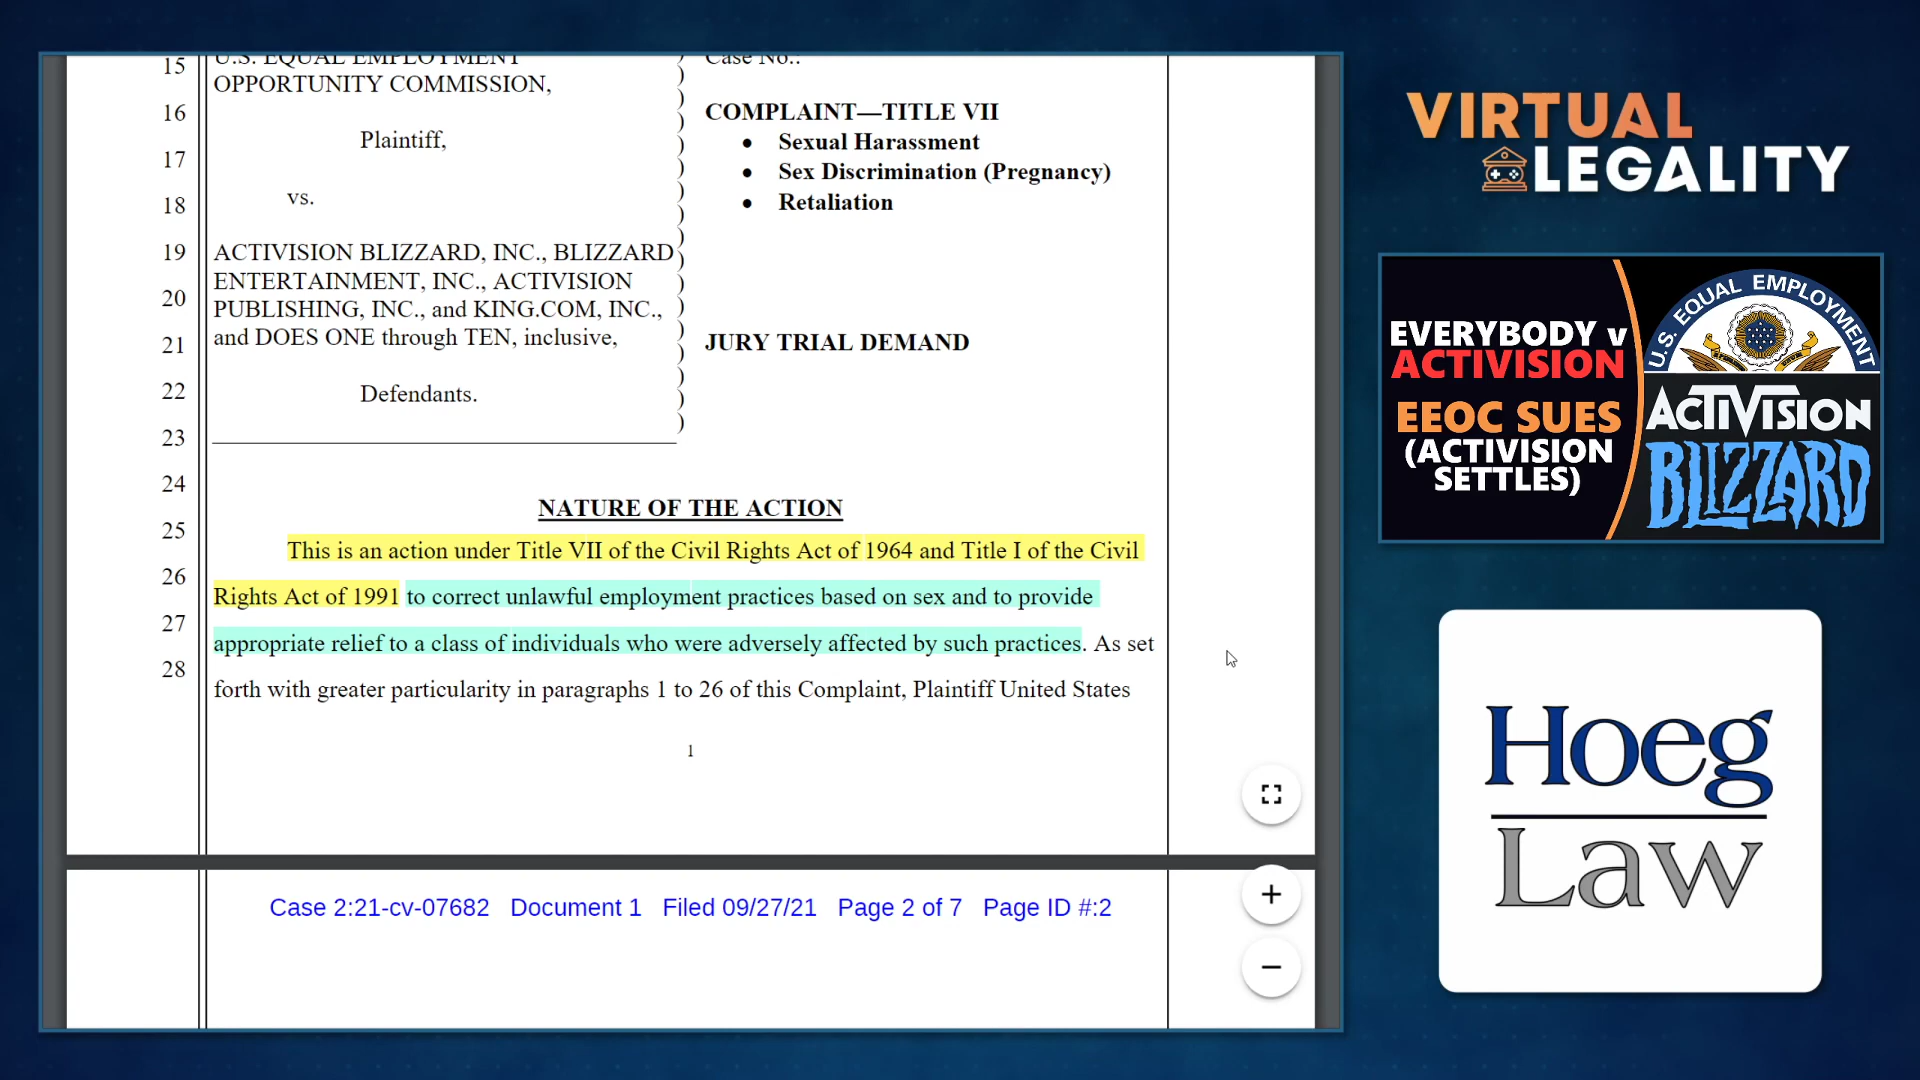 15
U.S. EQUAL EMPLOYMENT
OPPORTUNITY COMMISSION,
16
Plaintiff,
17
vs.
18
19
ACTIVISION BLIZZARD, INC., BLIZZARD
ENTERTAINMENT, INC., ACTIVISION
20
PUBLISHING, INC., and KING.COM, INC.,
21
and DOES ONE through TEN, inclusive,
22
Defendants.
23
Case No.:
COMPLAINT—TITLE VII
• Sexual Harassment
• Sex Discrimination (Pregnancy)
• Retaliation
JURY TRIAL DEMAND
24
NATURE OF THE ACTION
25
This is an action under Title VII of the Civil Rights Act of 1964 and Title I of the Civil
26
Rights Act of 1991 to correct unlawful employment practices based on sex and to provide
27
appropriate relief to a class of individuals who were adversely affected by such practices. As set
28
forth with greater particularity in paragraphs 1 to 26 of this Complaint, Plaintiff United States
1
Case 2:21-cv-07682 Document 1 Filed 09/27/21 Page 2 of 7 Page ID #:2
VIRTUAL
LEGALITY
EVERYBODY v
ACTIVISION
EEOC SUES
(ACTIVISION
SETTLES)
U.S. EQUAL EMPLOYMENT
ACTIVISION
BLIZZARD
Hoeg
Law